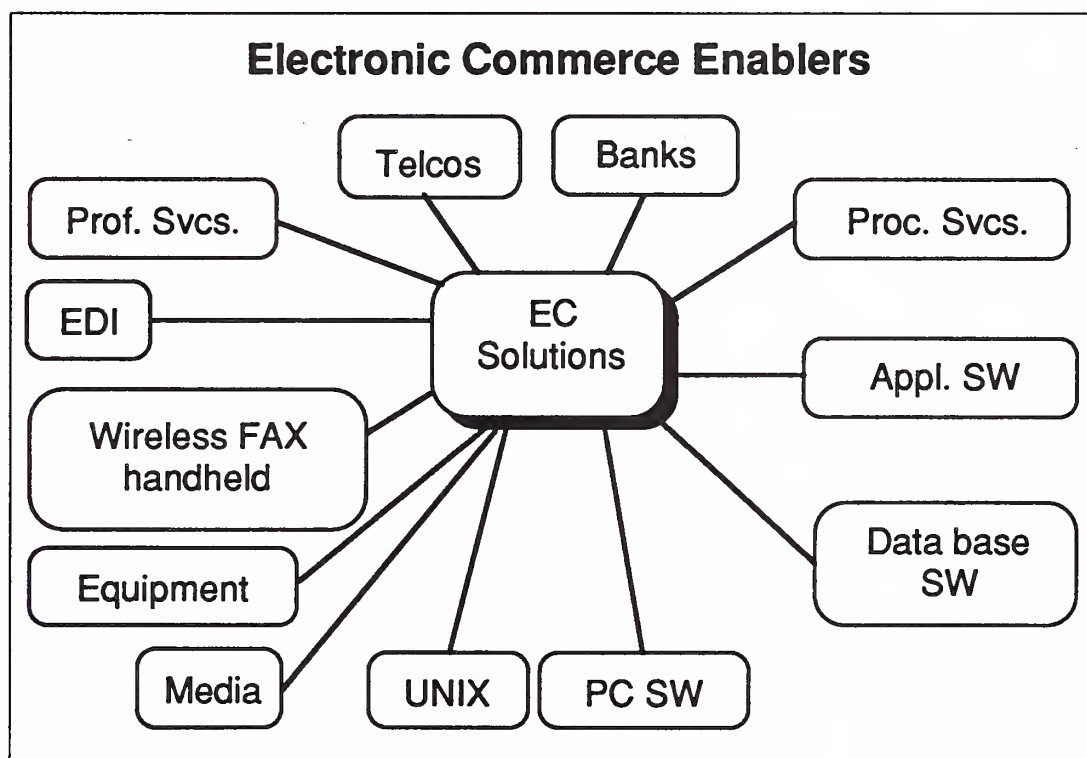 Electronic Commerce Enablers
Telcos
Banks
Prof. Svcs.
Proc. Svcs.
EDI
EC
Solutions
Appl. SW
Wireless FAX
handheld
Data base
SW
Equipment
Media
UNIX
PC SW